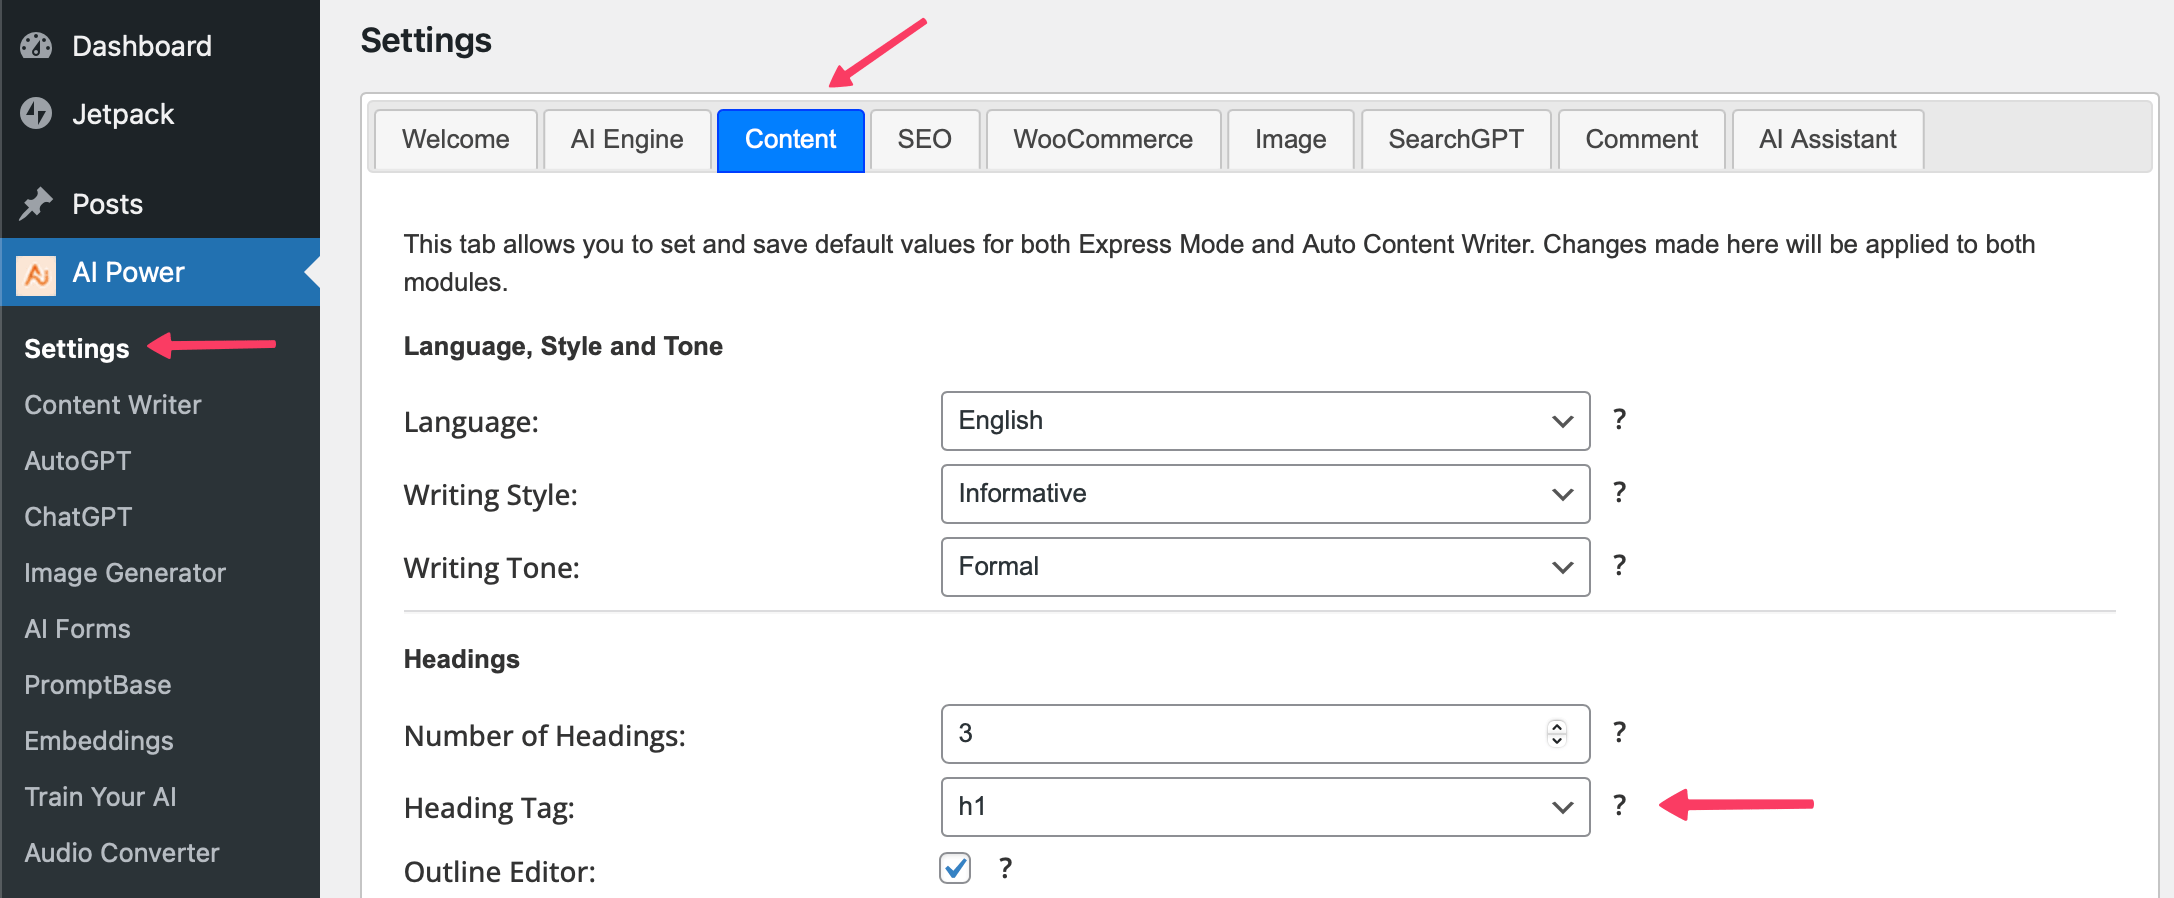 Dashboard
Jetpack
Posts
AI Power
Settings
Content Writer
AutoGPT
ChatGPT
Image Generator
AI Forms
PromptBase
Embeddings
Train Your AI
Audio Converter
Settings
Welcome AI Engine Content SEO WooCommerce Image SearchGPT Comment AI Assistant
This tab allows you to set and save default values for both Express Mode and Auto Content Writer. Changes made here will be applied to both
modules.
Language, Style and Tone
Language: English ?
Writing Style: Informative ?
Writing Tone: Formal ?
Headings
Number of Headings: 3 ?
Heading Tag: h1 ?
Outline Editor: ?